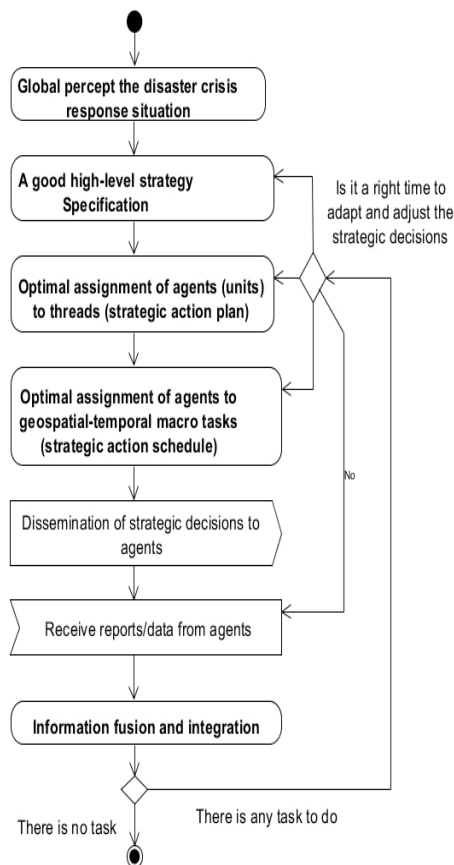 Global percept the disaster crisis
response situation
A good high-level strategy
Specification
Is it a right time to
adapt and adjust the
strategic decisions
Optimal assignment of agents (units)
to threads (strategic action plan)
Optimal assignment of agents to
geospatial-temporal macro tasks
(strategic action schedule)
No
Dissemination of strategic decisions to
agents
Receive reports/data from agents
Information fusion and integration
There is any task to do
There is no task